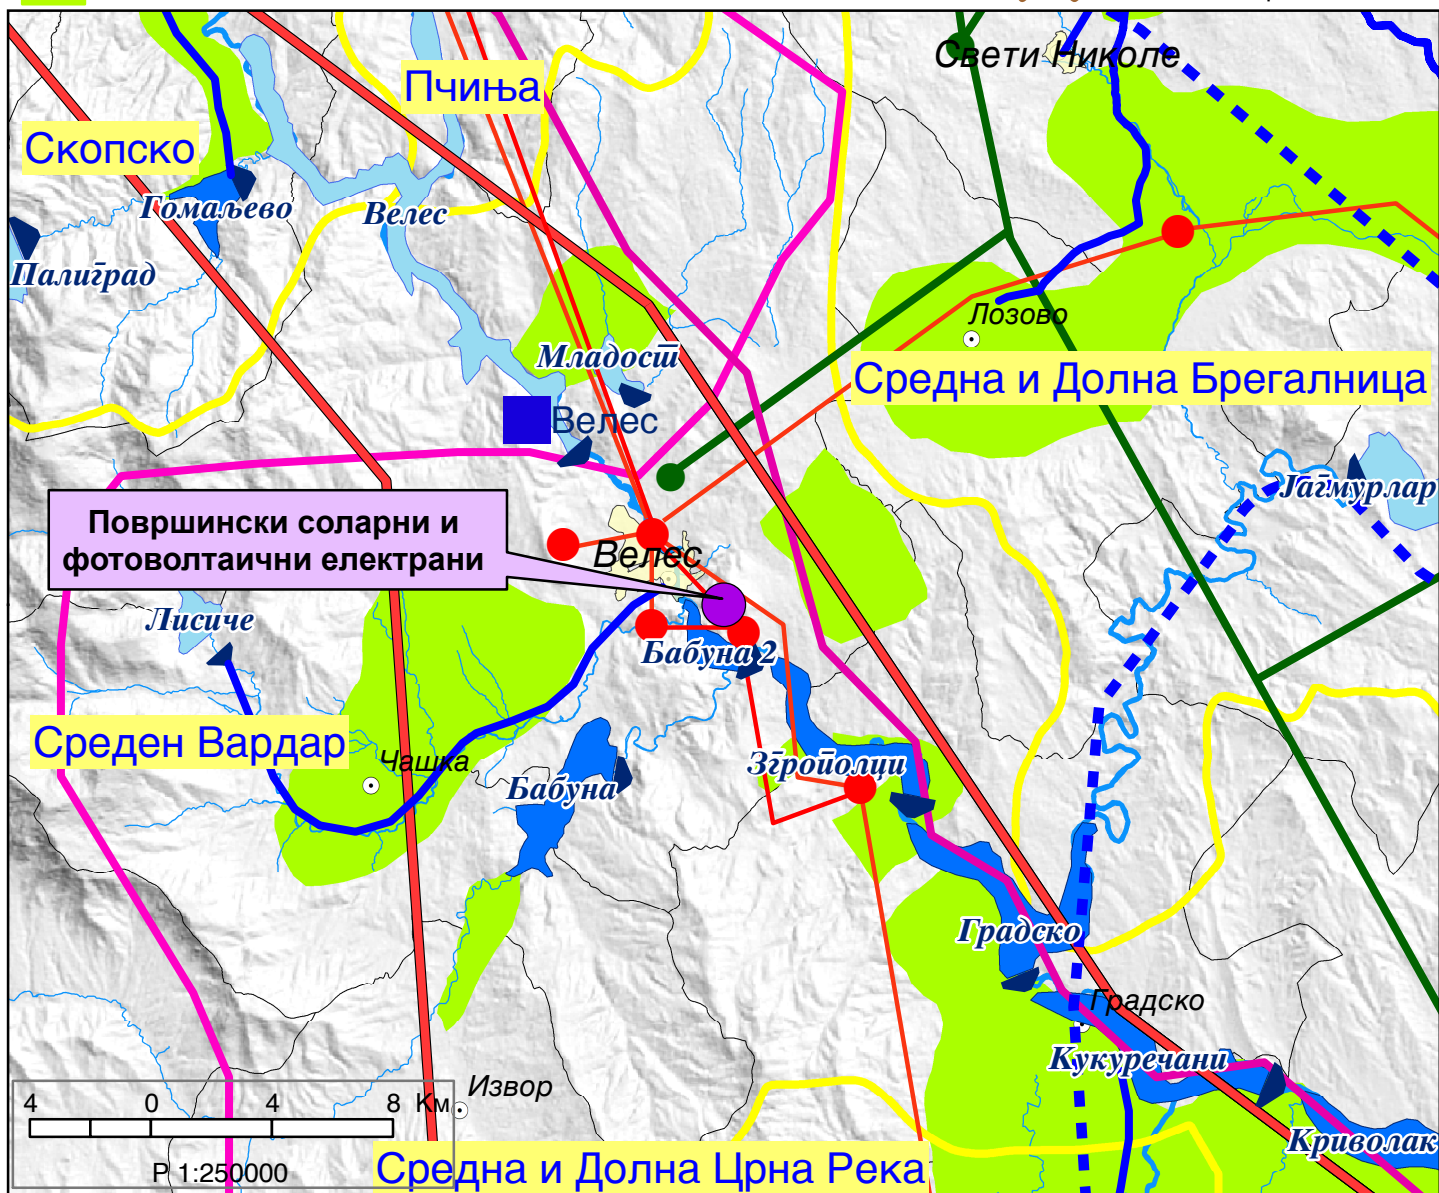 Свети Николе
Пчиња
Скопско
Гомаљево
Велес
Палиград
Лозово
Младост
Средна и Долна Брегалница
Велес
Јагмурлар
Површински соларни и
фотоволтаични електрани
Велес
Лисиче
Бабуна 2
Среден Вардар
Чашка
Згрополци
Бабуна
Градско
Градско
Кукуречани
Извор
4 0 4 8 Км
Р 1:250000
Криволак
Средна и Долна Црна Река